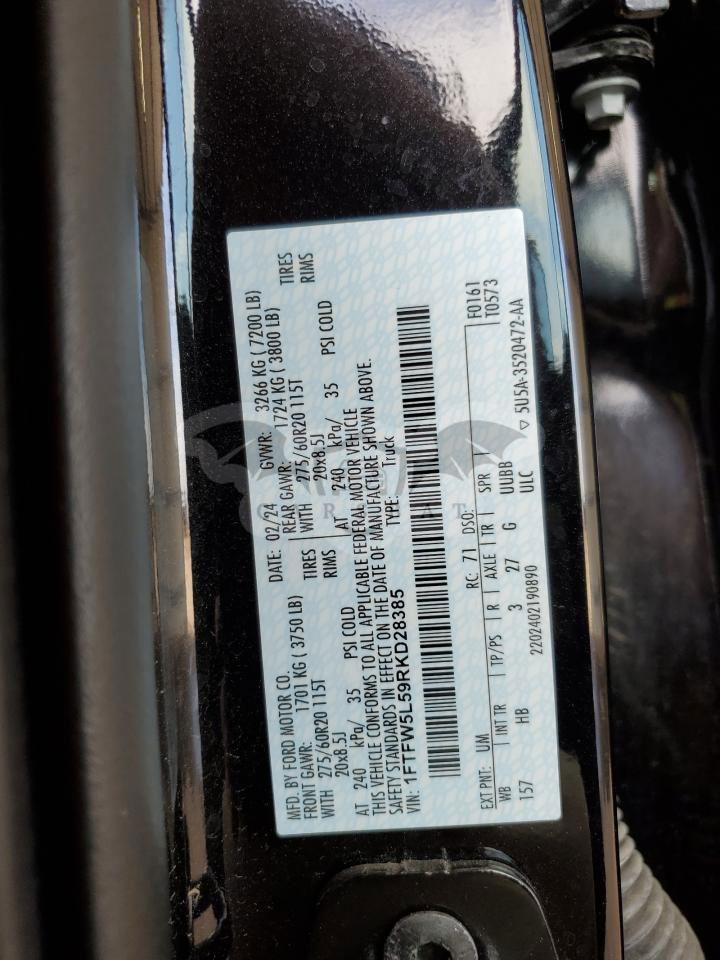 MFD. BY FORD MOTOR CO.
DATE: 02/24 GVWR: 3266 KG ( 7200 LB)
FRONT GAWR: 1701 KG ( 3750 LB) REAR GAWR: 1724 KG ( 3800 LB)
WITH 275/60R20 115T TIRES WITH 275/60R20 115T TIRES
20x8.5J RIMS 20x8.5J RIMS
AT 240 kPa/ 35 PSI COLD AT 240 kPa/ 35 PSI COLD
THIS VEHICLE CONFORMS TO ALL APPLICABLE FEDERAL MOTOR VEHICLE
SAFETY STANDARDS IN EFFECT ON THE DATE OF MANUFACTURE SHOWN ABOVE.
VIN: 1FTFW5L59RKD28385 TYPE: Truck
F0161
EXT PNT: UM RC: 71 DSO: T0573
WB INT TR TP/PS R AXLE TR SPR
157 HB 3 27 G UUBB
2202402190890 ULC ▽ 5U5A-3520472-AA